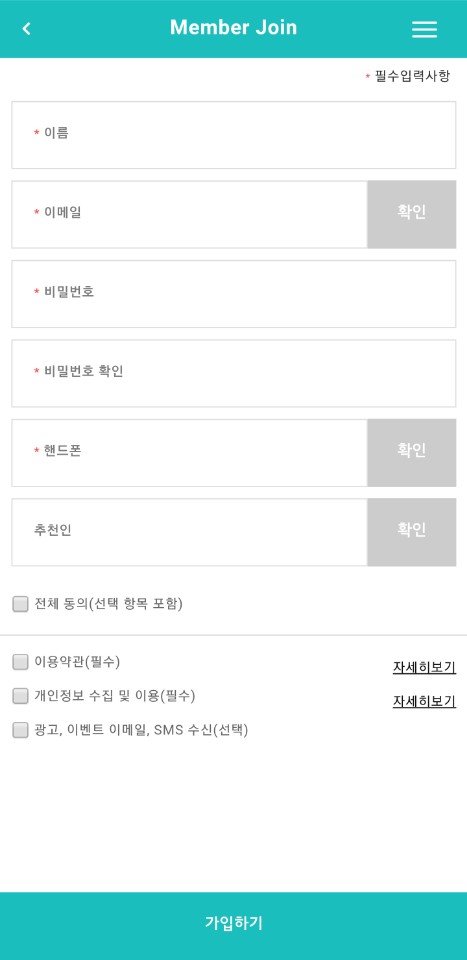 Member Join
* 필수입력사항
* 이름
* 이메일
확인
* 비밀번호
* 비밀번호 확인
* 핸드폰
확인
추천인
확인
전체 동의(선택 항목 포함)
이용약관(필수)
자세히보기
개인정보 수집 및 이용(필수)
자세히보기
광고, 이벤트 이메일, SMS 수신(선택)
가입하기